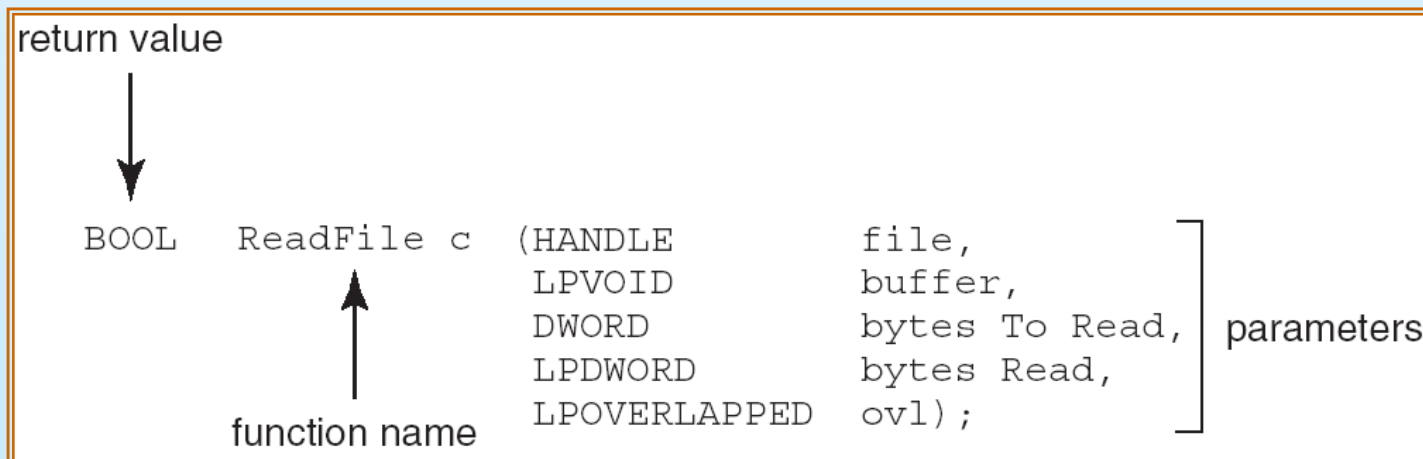 return value
BOOL ReadFile c (HANDLE file,
LPVOID buffer,
DWORD bytes To Read,
LPDWORD bytes Read,
LPOVERLAPPED ovl);
parameters
function name